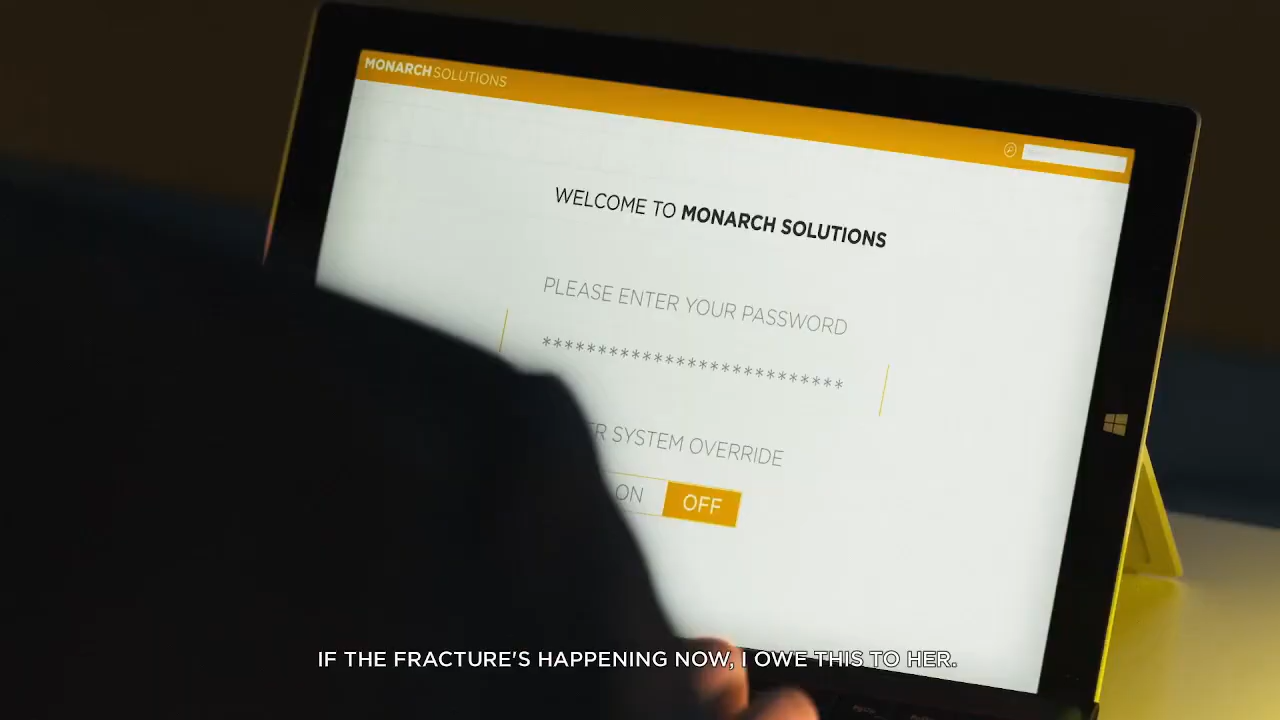 MONARCH SOLUTIONS
WELCOME TO MONARCH SOLUTIONS
PLEASE ENTER YOUR PASSWORD
**************************
SYSTEM OVERRIDE
ON OFF
IF THE FRACTURE'S HAPPENING NOW, I OWE THIS TO HER.